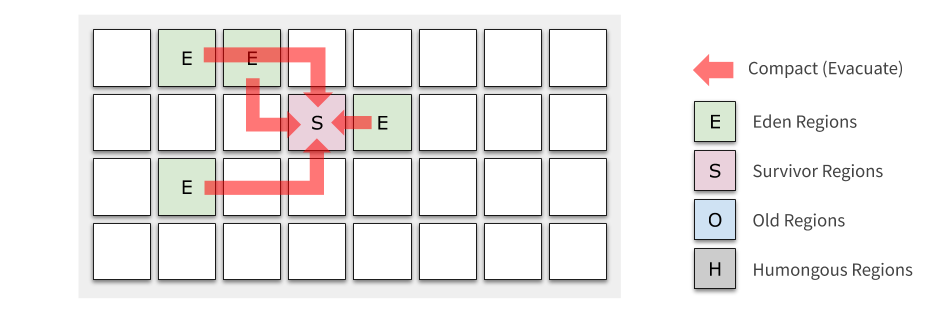 E E
S E
E
Compact (Evacuate)
E Eden Regions
S Survivor Regions
O Old Regions
H Humongous Regions